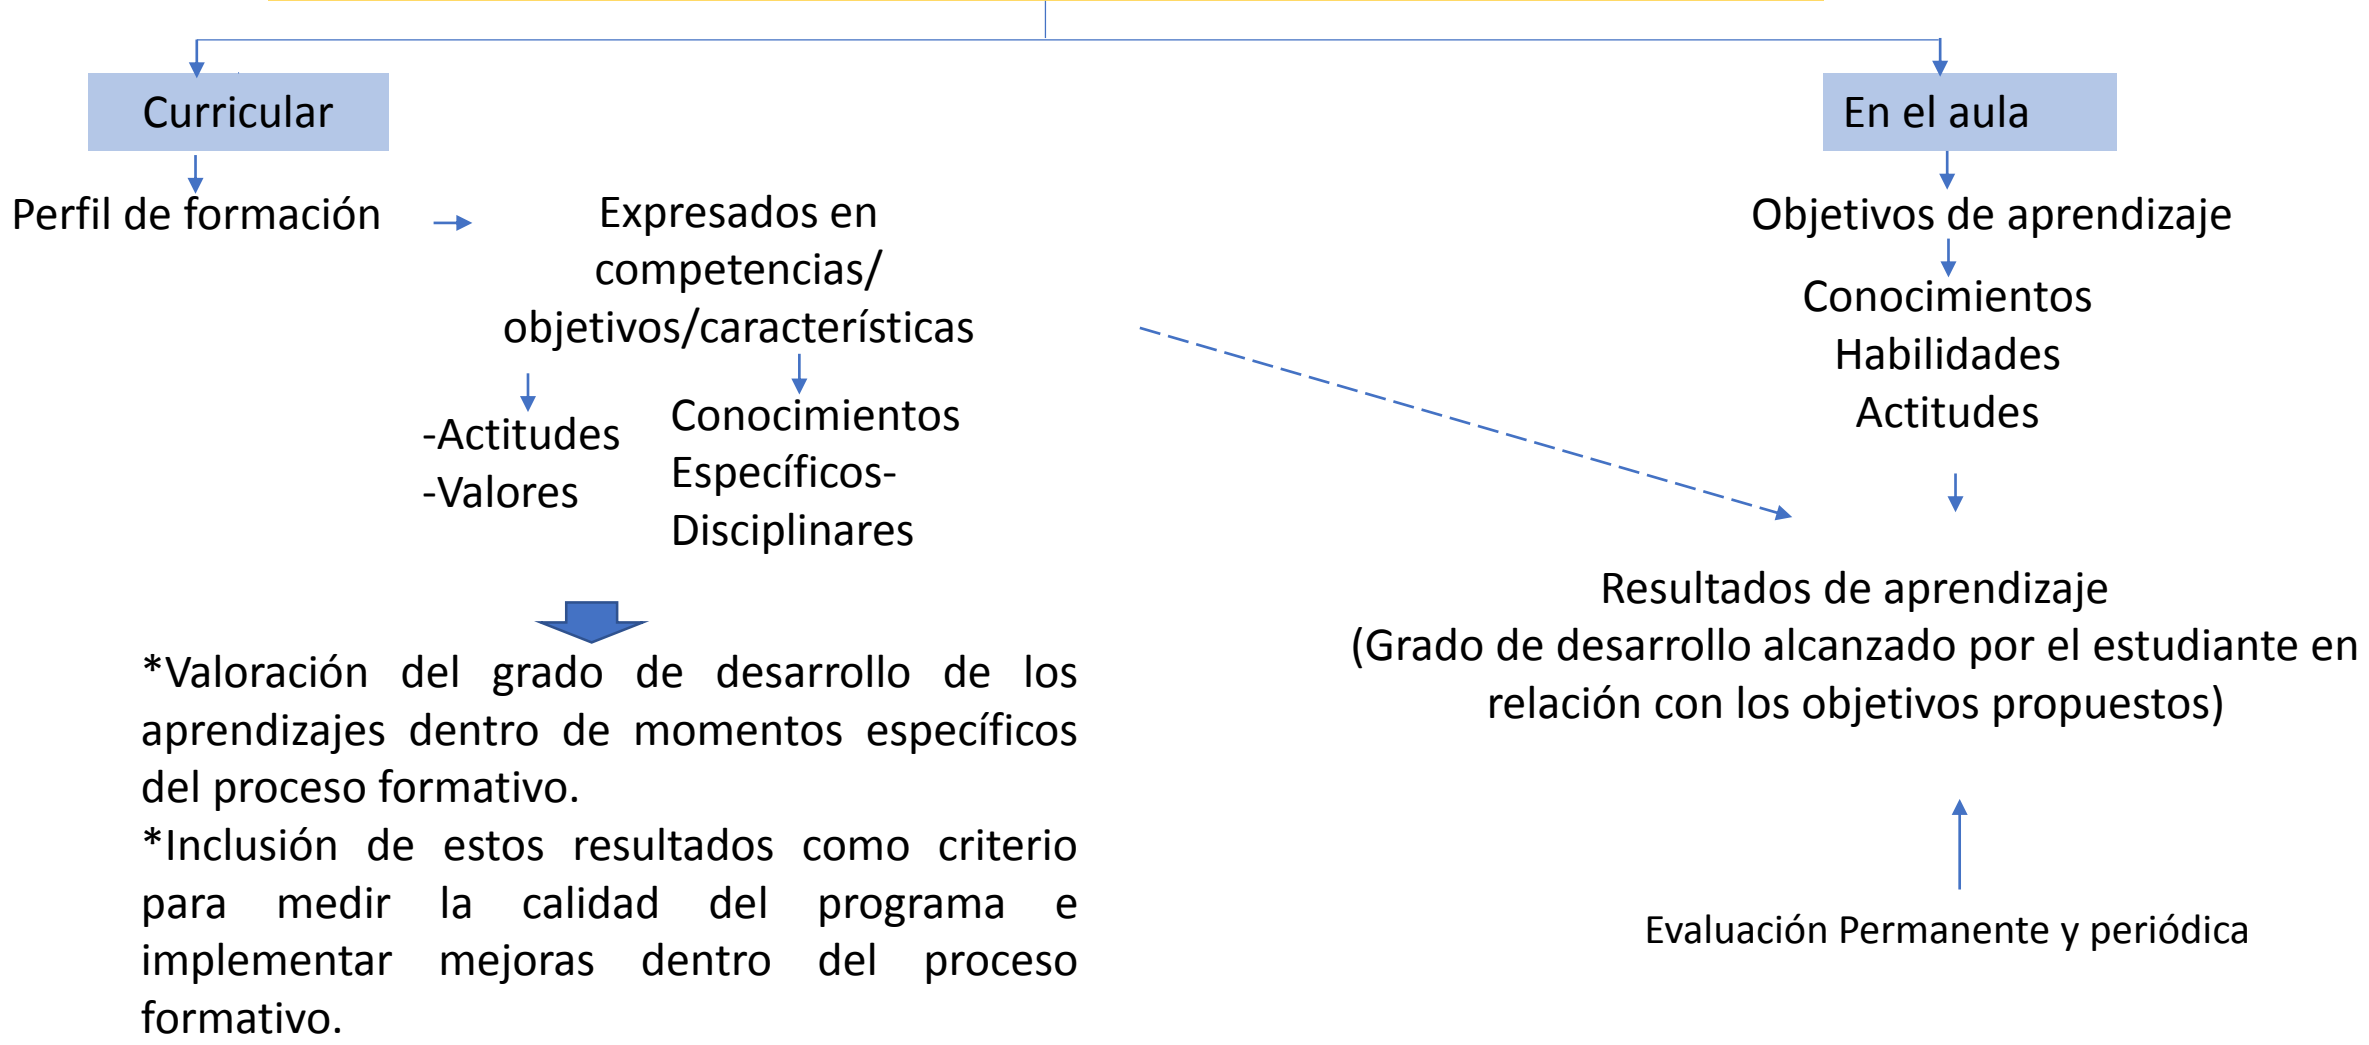 Curricular
En el aula
Perfil de formación
Expresados en
competencias/
objetivos/características
-Actitudes
-Valores
Conocimientos
Específicos-
Disciplinares
*Valoración del grado de desarrollo de los
aprendizajes dentro de momentos específicos
del proceso formativo.
*Inclusión de estos resultados como criterio
para medir la calidad del programa e
implementar mejoras dentro del proceso
formativo.
Objetivos de aprendizaje
Conocimientos
Habilidades
Actitudes
Resultados de aprendizaje
(Grado de desarrollo alcanzado por el estudiante en
relación con los objetivos propuestos)
Evaluación Permanente y periódica